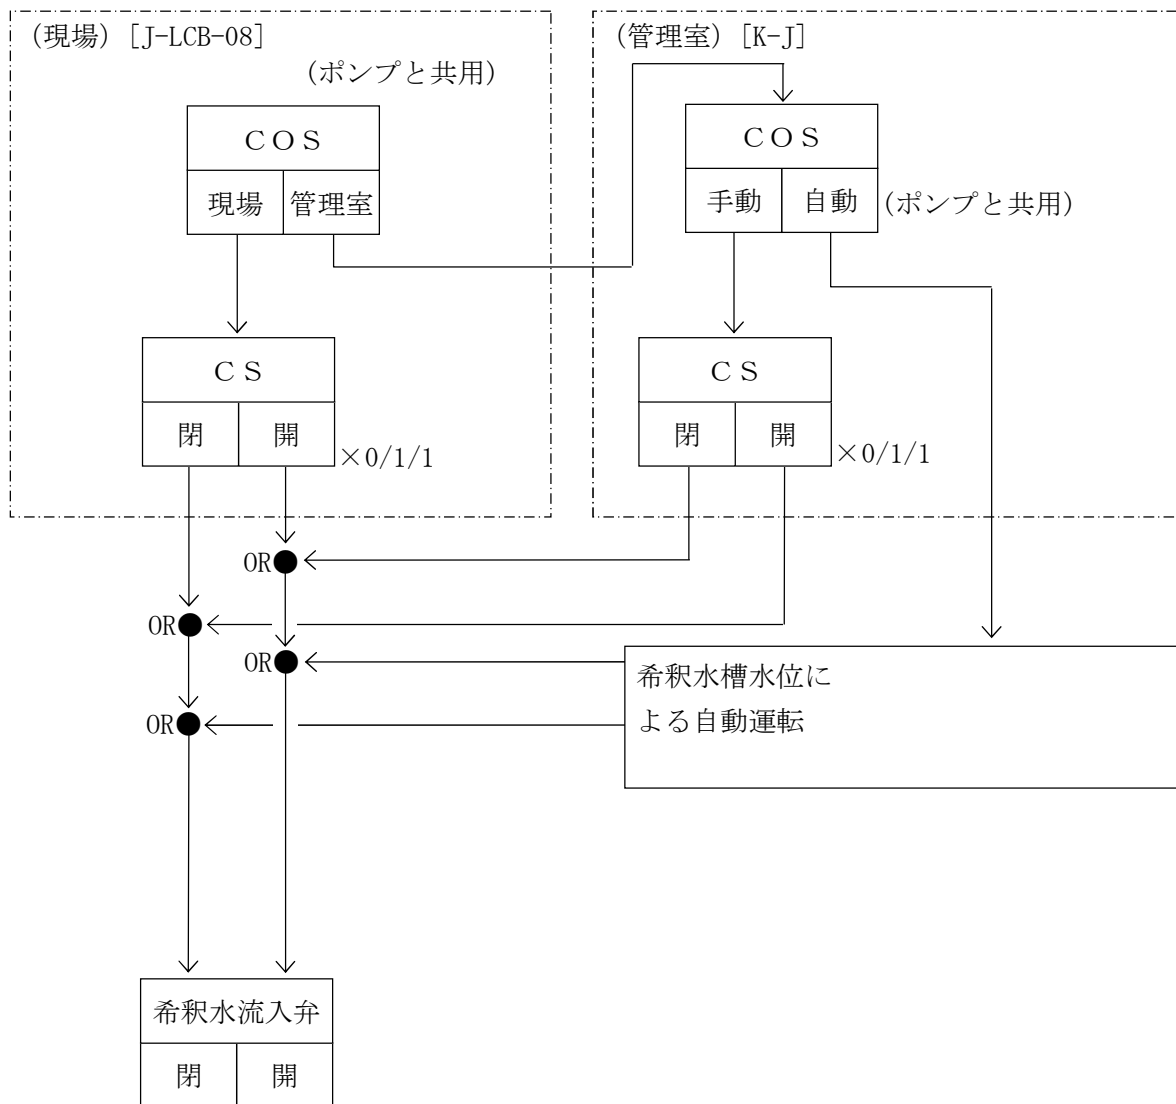 (現場) [J-LCB-08]
(ポンプと共用)
COS
現場
管理室
CS
閉
開
×0/1/1
(管理室) [K-J]
COS
手動
自動
(ポンプと共用)
CS
閉
開
×0/1/1
OR
OR
OR
OR
希釈水槽水位に
よる自動運転
希釈水流入弁
閉
開